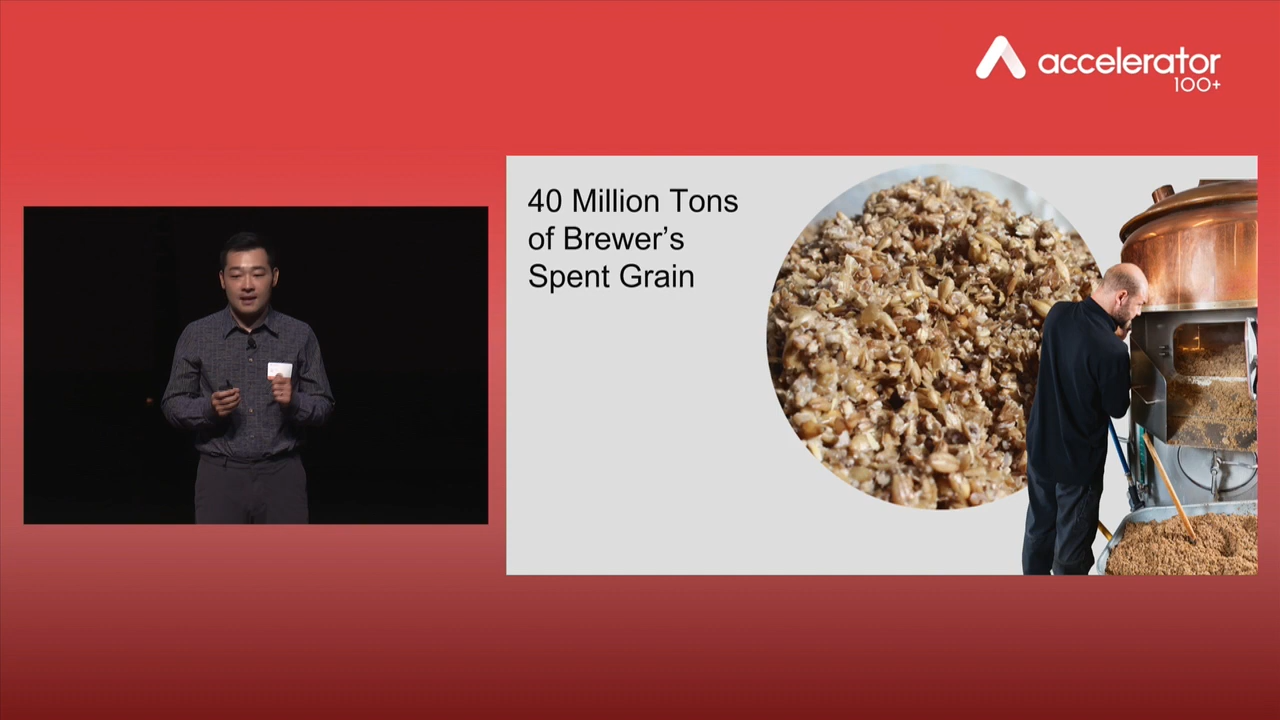 accelerator
100+
40 Million Tons
of Brewer's
Spent Grain